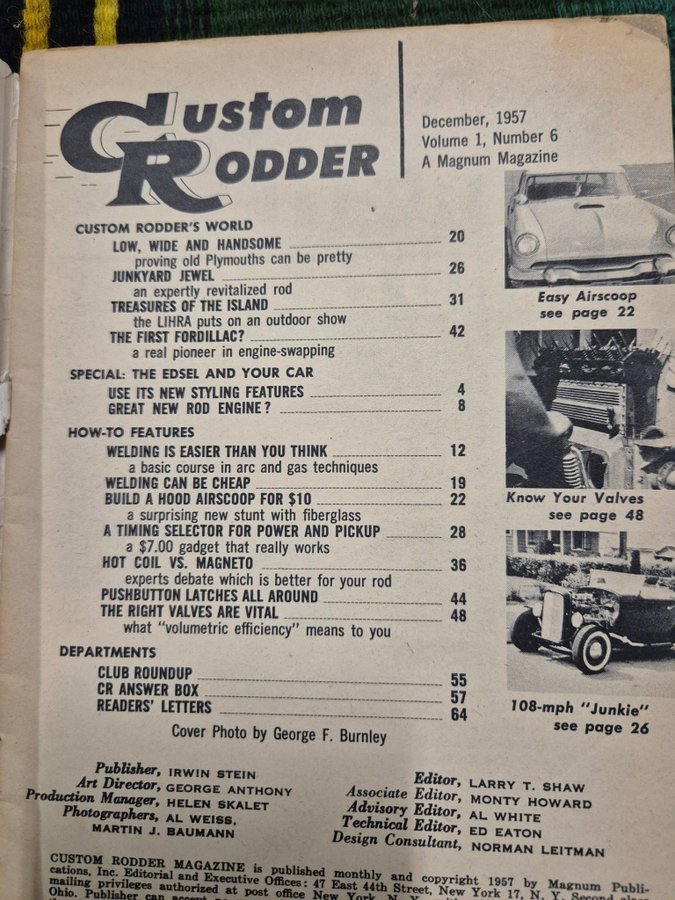 Custom
RODDER
December, 1957
Volume 1, Number 6
A Magnum Magazine
CUSTOM RODDER'S WORLD
LOW, WIDE AND HANDSOME 20
proving old Plymouths can be pretty
JUNKYARD JEWEL 26
an expertly revitalized rod
TREASURES OF THE ISLAND 31
the LIHRA puts on an outdoor show
THE FIRST FORDILLAC? 42
a real pioneer in engine-swapping
SPECIAL: THE EDSEL AND YOUR CAR
USE ITS NEW STYLING FEATURES 4
GREAT NEW ROD ENGINE? 8
HOW-TO FEATURES
WELDING IS EASIER THAN YOU THINK 12
a basic course in arc and gas techniques
WELDING CAN BE CHEAP 19
BUILD A HOOD AIRSCOOP FOR $10 22
a surprising new stunt with fiberglass
A TIMING SELECTOR FOR POWER AND PICKUP 28
a $7.00 gadget that really works
HOT COIL VS. MAGNETO 36
experts debate which is better for your rod
PUSHBUTTON LATCHES ALL AROUND 44
THE RIGHT VALVES ARE VITAL 48
what "volumetric efficiency" means to you
DEPARTMENTS
CLUB ROUNDUP 55
CR ANSWER BOX 57
READERS' LETTERS 64
Cover Photo by George F. Burnley
Easy Airscoop
see page 22
Know Your Valves
see page 48
108-mph "Junkie"
see page 26
Publisher, IRWIN STEIN
Art Director, GEORGE ANTHONY
Production Manager, HELEN SKALET
Photographers, AL WEISS,
MARTIN J. BAUMANN
Editor, LARRY T. SHAW
Associate Editor, MONTY HOWARD
Advisory Editor, AL WHITE
Technical Editor, ED EATON
Design Consultant, NORMAN LEITMAN
CUSTOM RODDER MAGAZINE is published monthly and copyright 1957 by Magnum Publi-
cations, Inc. Editorial and Executive Offices: 47 East 44th Street, New York 17, N. Y. Second class
mailing privileges authorized at post office New York, N. Y.
Ohio. Publisher can accept